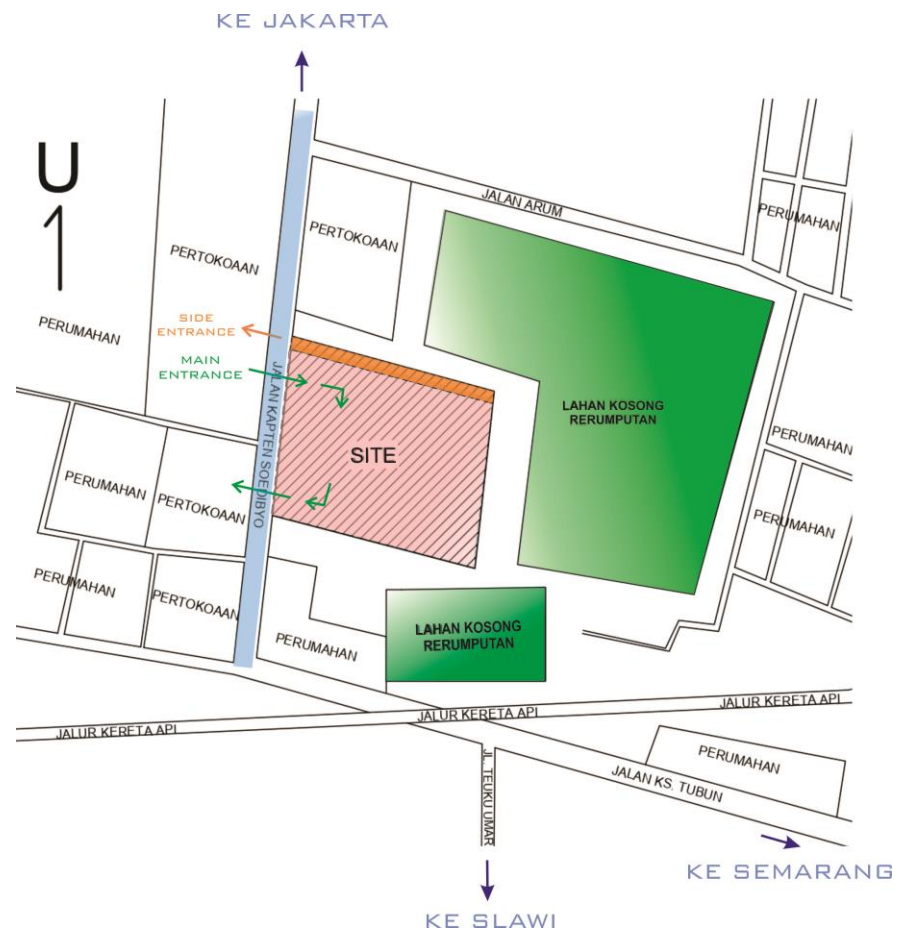 KE JAKARTA
U
JALAN ARUM
PERUMAHAN
PERTOKOAAN
PERTOKOAAN
PERUMAHAN
SIDE
ENTRANCE
MAIN
ENTRANCE
JALAN KAPTEN SOEDIBYO
SITE
LAHAN KOSONG
RERUMPUTAN
PERUMAHAN
PERUMAHAN
PERTOKOAAN
PERUMAHAN
PERUMAHAN
PERTOKOAAN
PERUMAHAN
LAHAN KOSONG
RERUMPUTAN
JALUR KERETA API
JALUR KERETA API
JALUR KERETA API
JL. TEUKU UMAR
JALAN KS. TUBUN
PERUMAHAN
KE SEMARANG
KE SLAWI